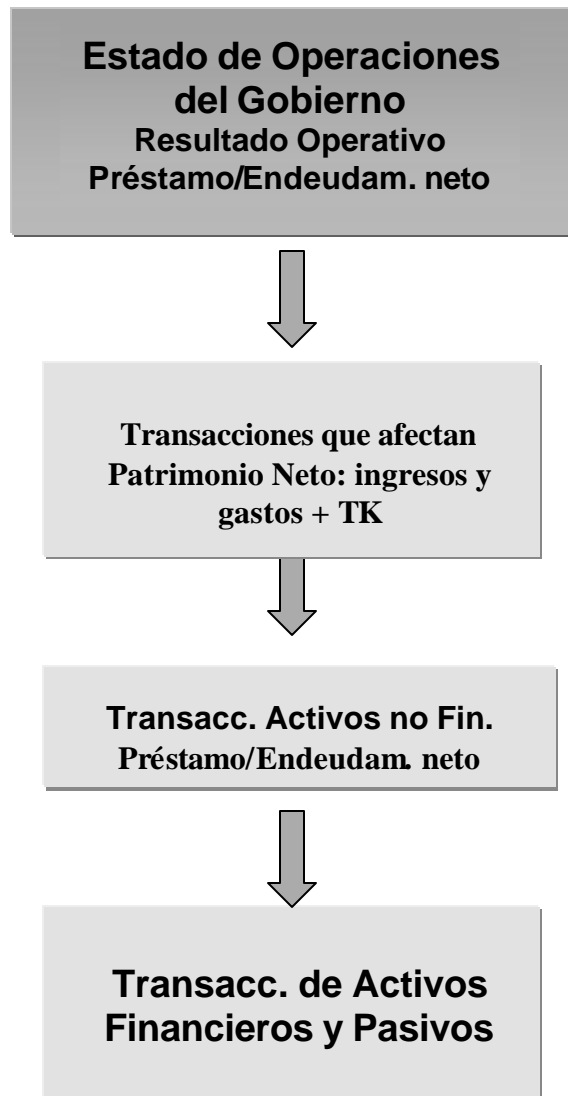 Estado de Operaciones
del Gobierno
Resultado Operativo
Préstamo/Endeudam. neto
Transacciones que afectan
Patrimonio Neto: ingresos y
gastos + TK
Transacc. Activos no Fin.
Préstamo/Endeudam. neto
Transacc. de Activos
Financieros y Pasivos